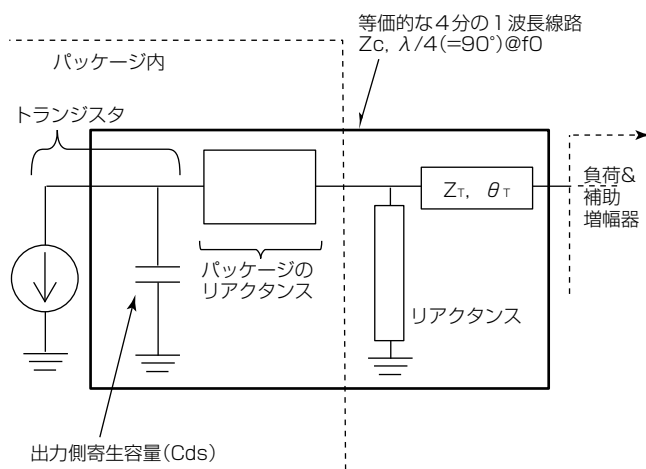 等価的な４分の１波長線路
Zc, λ/4(=90°)@f0
パッケージ内
トランジスタ
負荷&
補助
増幅器
ZT, θT
パッケージの
リアクタンス
リアクタンス
出力側寄生容量(Cds)